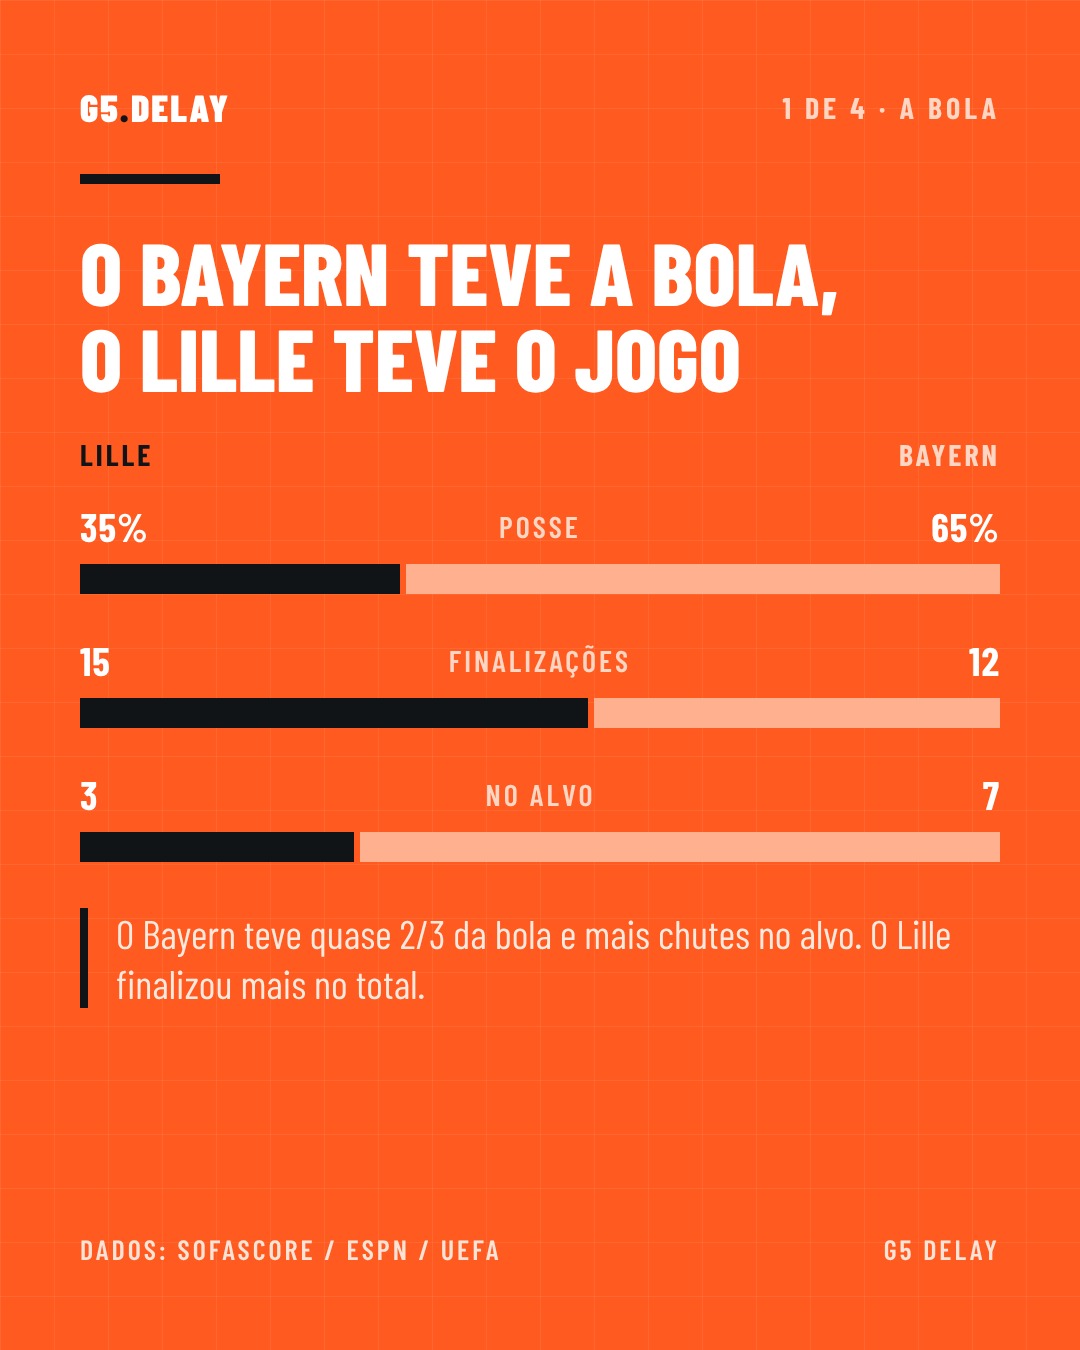 G5.DELAY
1 DE 4 · A BOLA
O BAYERN TEVE A BOLA,
O LILLE TEVE O JOGO
LILLE
BAYERN
35%
POSSE
65%
15
FINALIZAÇÕES
12
3
NO ALVO
7
O Bayern teve quase 2/3 da bola e mais chutes no alvo. O Lille
finalizou mais no total.
DADOS: SOFASCORE / ESPN / UEFA
G5 DELAY